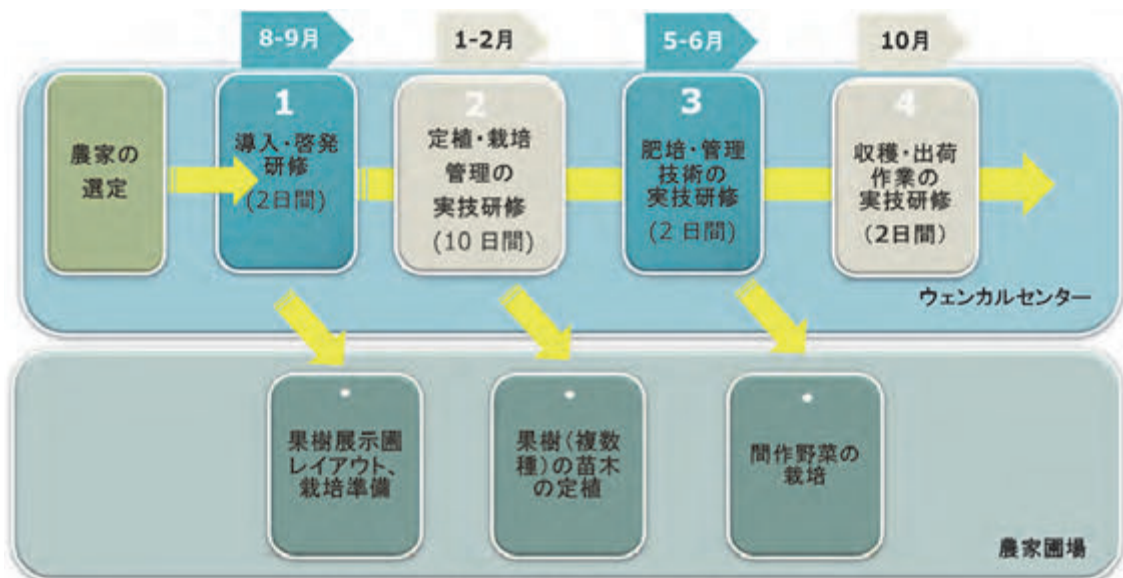 8-9月
1-2月
5-6月
10月
農家の
選定
1
導入・啓発
研修
(2日間)
2
定植・栽培
管理の
実技研修
(10 日間)
3
肥培・管理
技術の
実技研修
(2 日間)
4
収穫・出荷
作業の
実技研修
(2日間)
ウェンカルセンター
果樹展示圃
レイアウト、
栽培準備
果樹(複数
種)の苗木
の定植
間作野菜の
栽培
農家圃場